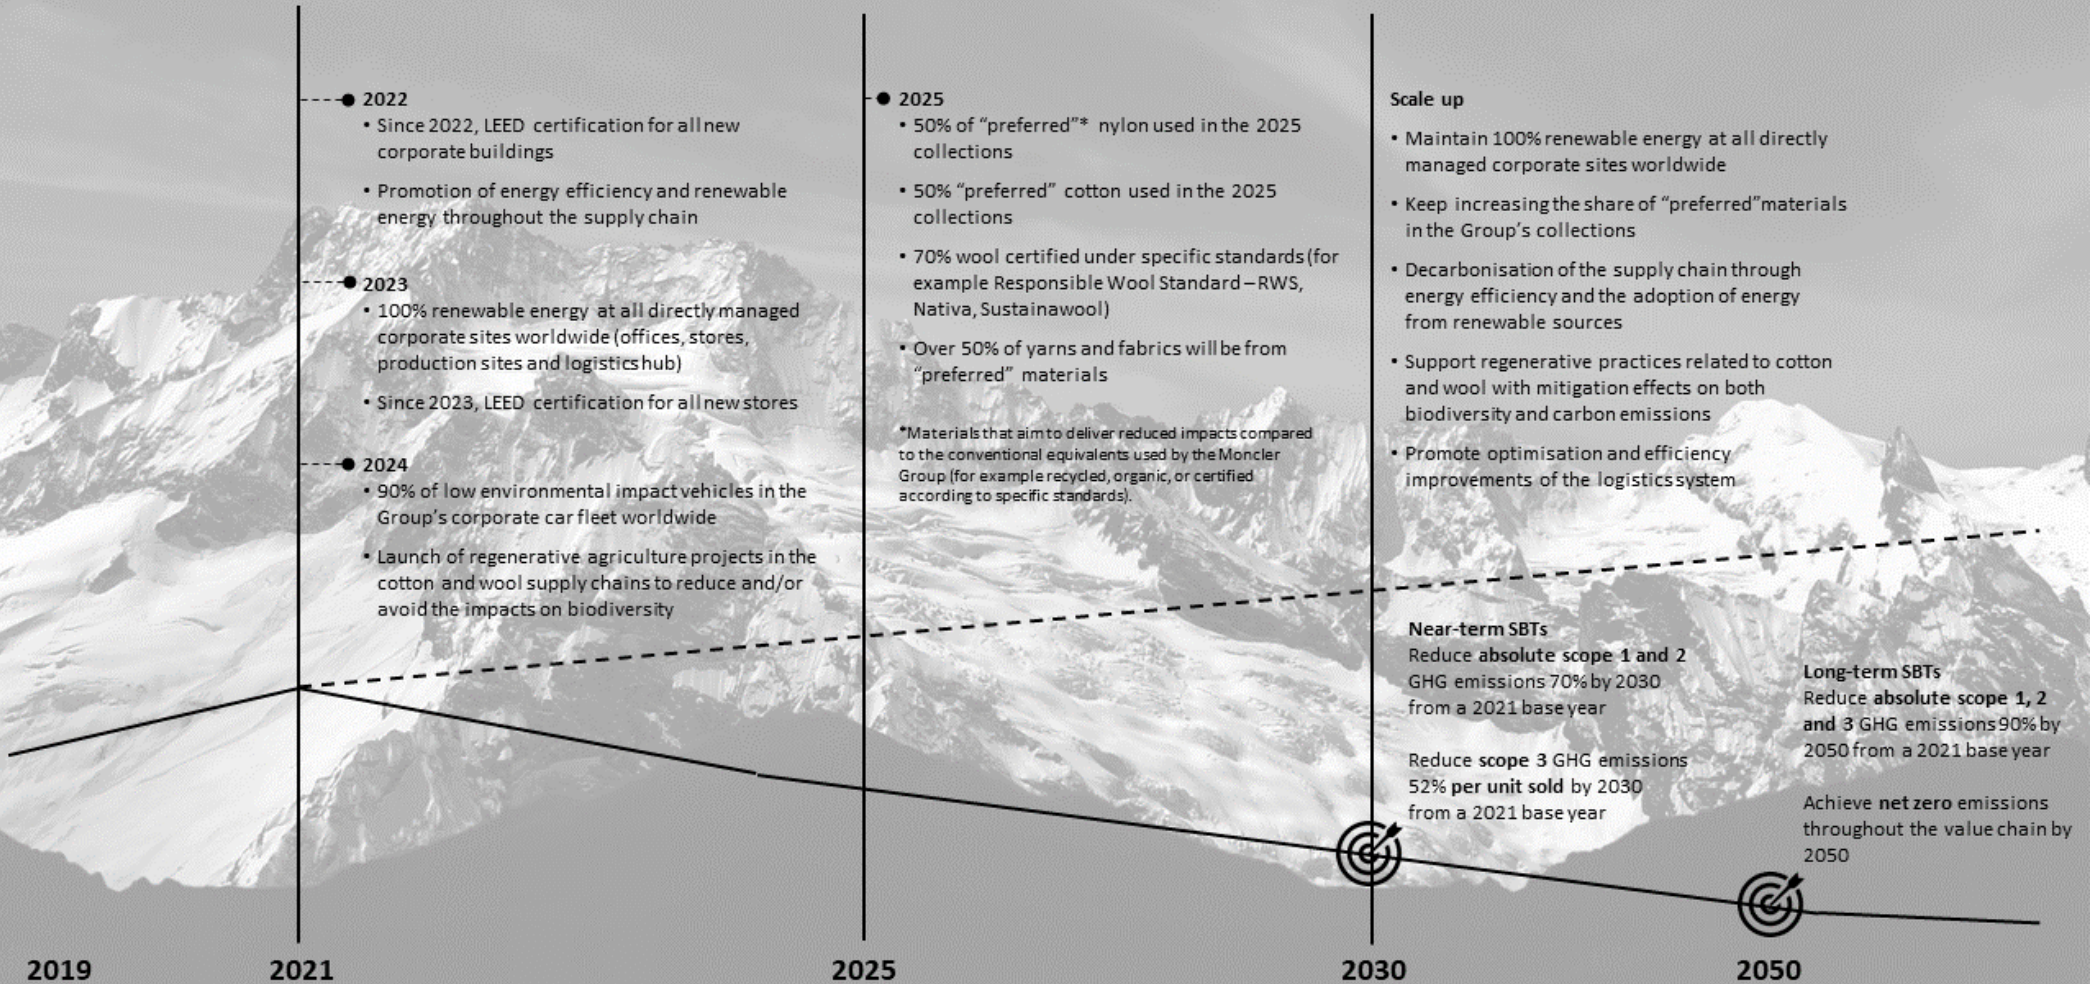 2022
• Since 2022, LEED certification for all new
corporate buildings
• Promotion of energy efficiency and renewable
energy throughout the supply chain
2023
• 100% renewable energy at all directly managed
corporate sites worldwide (offices, stores,
production sites and logistics hub)
• Since 2023, LEED certification for all new stores
2024
• 90% of low environmental impact vehicles in the
Group's corporate car fleet worldwide
• Launch of regenerative agriculture projects in the
cotton and wool supply chains to reduce and/or
avoid the impacts on biodiversity
2025
• 50% of "preferred"* nylon used in the 2025
collections
• 50% "preferred" cotton used in the 2025
collections
• 70% wool certified under specific standards (for
example Responsible Wool Standard – RWS,
Nativa, Sustainawool)
• Over 50% of yarns and fabrics will be from
"preferred" materials
*Materials that aim to deliver reduced impacts compared
to the conventional equivalents used by the Moncler
Group (for example recycled, organic, or certified
according to specific standards).
Scale up
• Maintain 100% renewable energy at all directly
managed corporate sites worldwide
• Keep increasing the share of "preferred" materials
in the Group's collections
• Decarbonisation of the supply chain through
energy efficiency and the adoption of energy
from renewable sources
• Support regenerative practices related to cotton
and wool with mitigation effects on both
biodiversity and carbon emissions
• Promote optimisation and efficiency
improvements of the logistics system
Near-term SBTs
Reduce absolute scope 1 and 2
GHG emissions 70% by 2030
from a 2021 base year
Reduce scope 3 GHG emissions
52% per unit sold by 2030
from a 2021 base year
Long-term SBTs
Reduce absolute scope 1, 2
and 3 GHG emissions 90% by
2050 from a 2021 base year
Achieve net zero emissions
throughout the value chain by
2050
2019
2021
2025
2030
2050